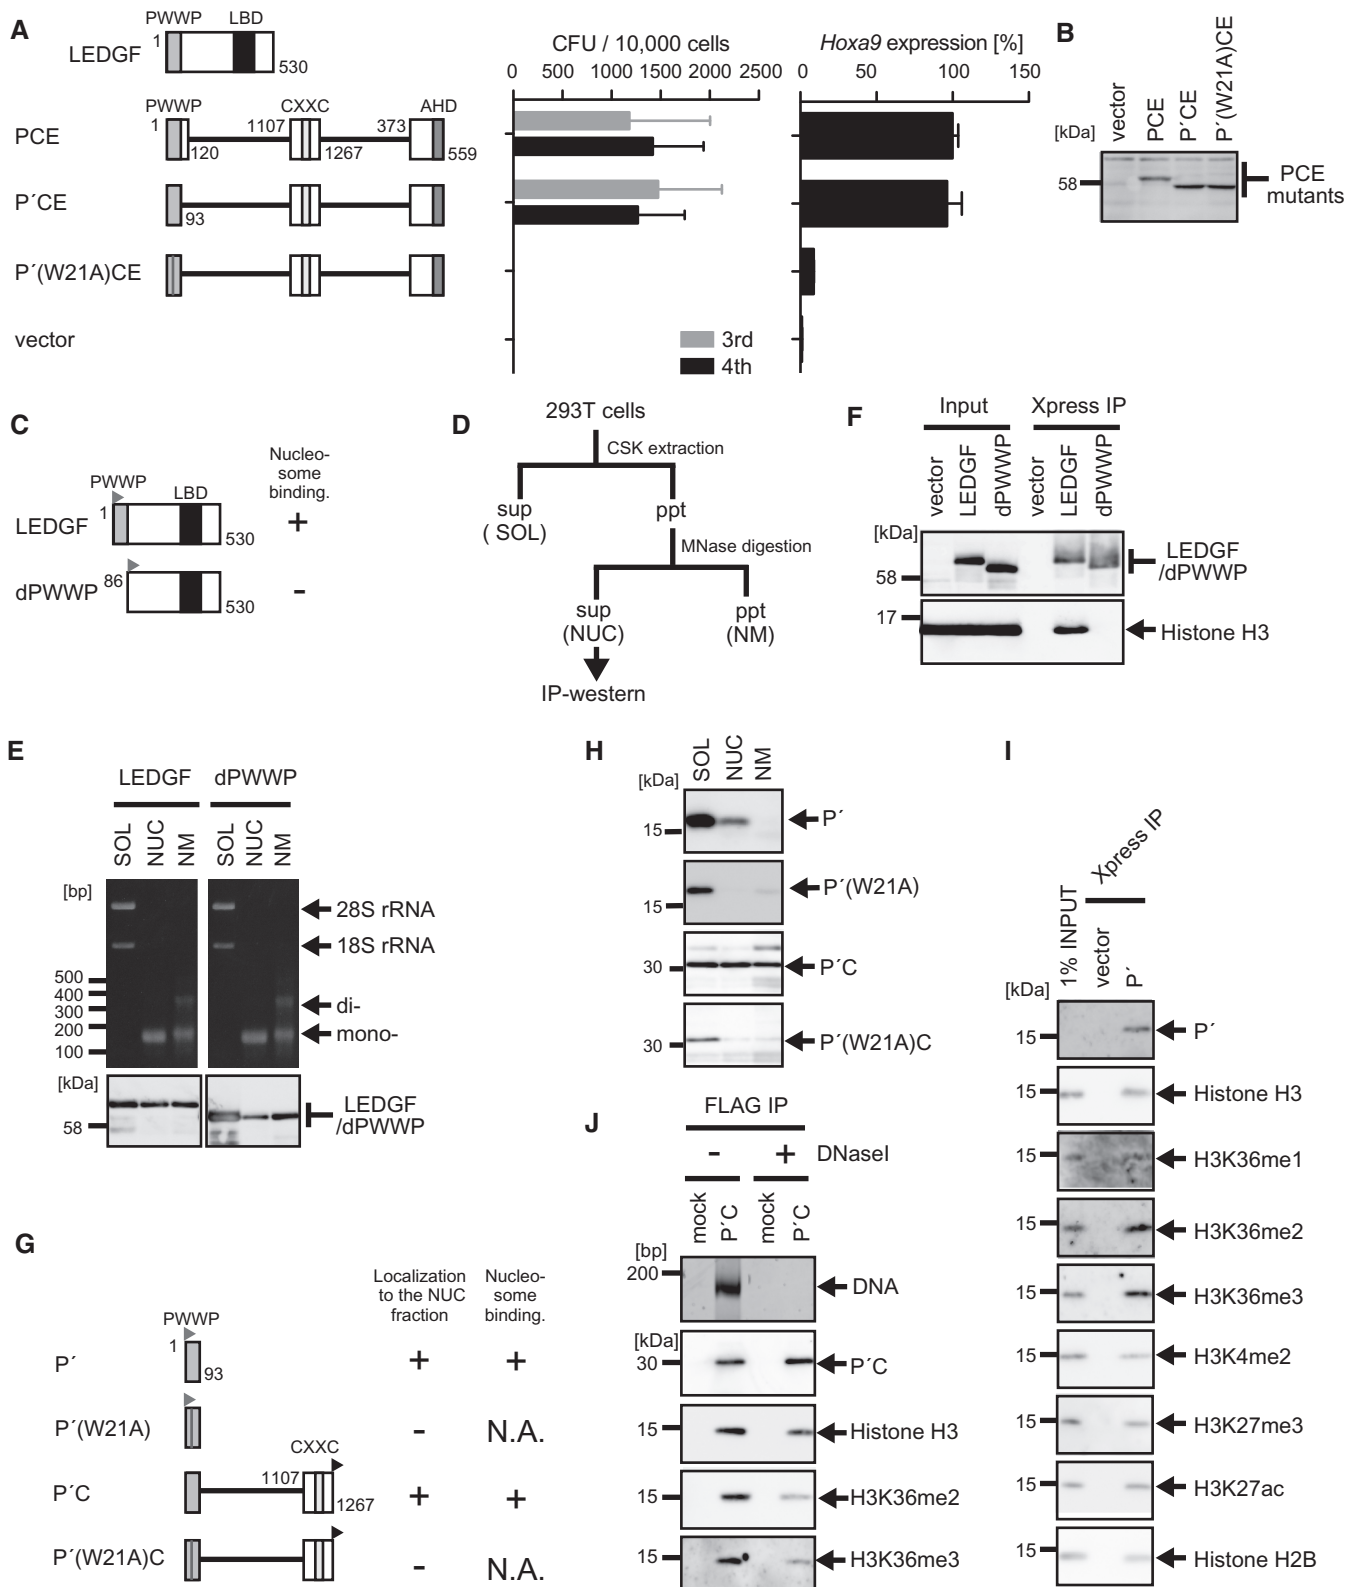 A
PWWP
LBD
LEDGF
1
530
PWWP
CXXC
AHD
PCE
1
120
1107
1267
373
559
P´CE
93
P´(W21A)CE
vector
CFU / 10,000 cells
0 500 1000 1500 2000 2500
3rd
4th
Hoxa9 expression [%]
0 50 100 150
B
vector
PCE
P´CE
P´(W21A)CE
[kDa]
58
PCE
mutants
C
Nucleo-
some
binding.
PWWP
LBD
LEDGF
1
530
+
dPWWP
86
530
-
D
293T cells
CSK extraction
sup
( SOL)
ppt
MNase digestion
sup
(NUC)
ppt
(NM)
IP-western
F
Input
Xpress IP
vector
LEDGF
dPWWP
vector
LEDGF
dPWWP
[kDa]
58
LEDGF
/dPWWP
17
Histone H3
E
LEDGF
dPWWP
SOL
NUC
NM
SOL
NUC
NM
[bp]
28S rRNA
18S rRNA
500
400
300
200
100
di-
mono-
[kDa]
58
LEDGF
/dPWWP
G
Localization
to the NUC
fraction
Nucleo-
some
binding.
PWWP
P´
1
93
+
+
P´(W21A)
-
N.A.
CXXC
P´C
1107
1267
+
+
P´(W21A)C
-
N.A.
H
SOL
NUC
NM
[kDa]
15
P´
15
P´(W21A)
30
P´C
30
P´(W21A)C
J
FLAG IP
-
+
DNaseI
mock
P´C
mock
P´C
[bp]
200
DNA
[kDa]
30
P´C
15
Histone H3
15
H3K36me2
15
H3K36me3
I
Xpress IP
1% INPUT
vector
P´
[kDa]
15
P´
15
Histone H3
15
H3K36me1
15
H3K36me2
15
H3K36me3
15
H3K4me2
15
H3K27me3
15
H3K27ac
15
Histone H2B